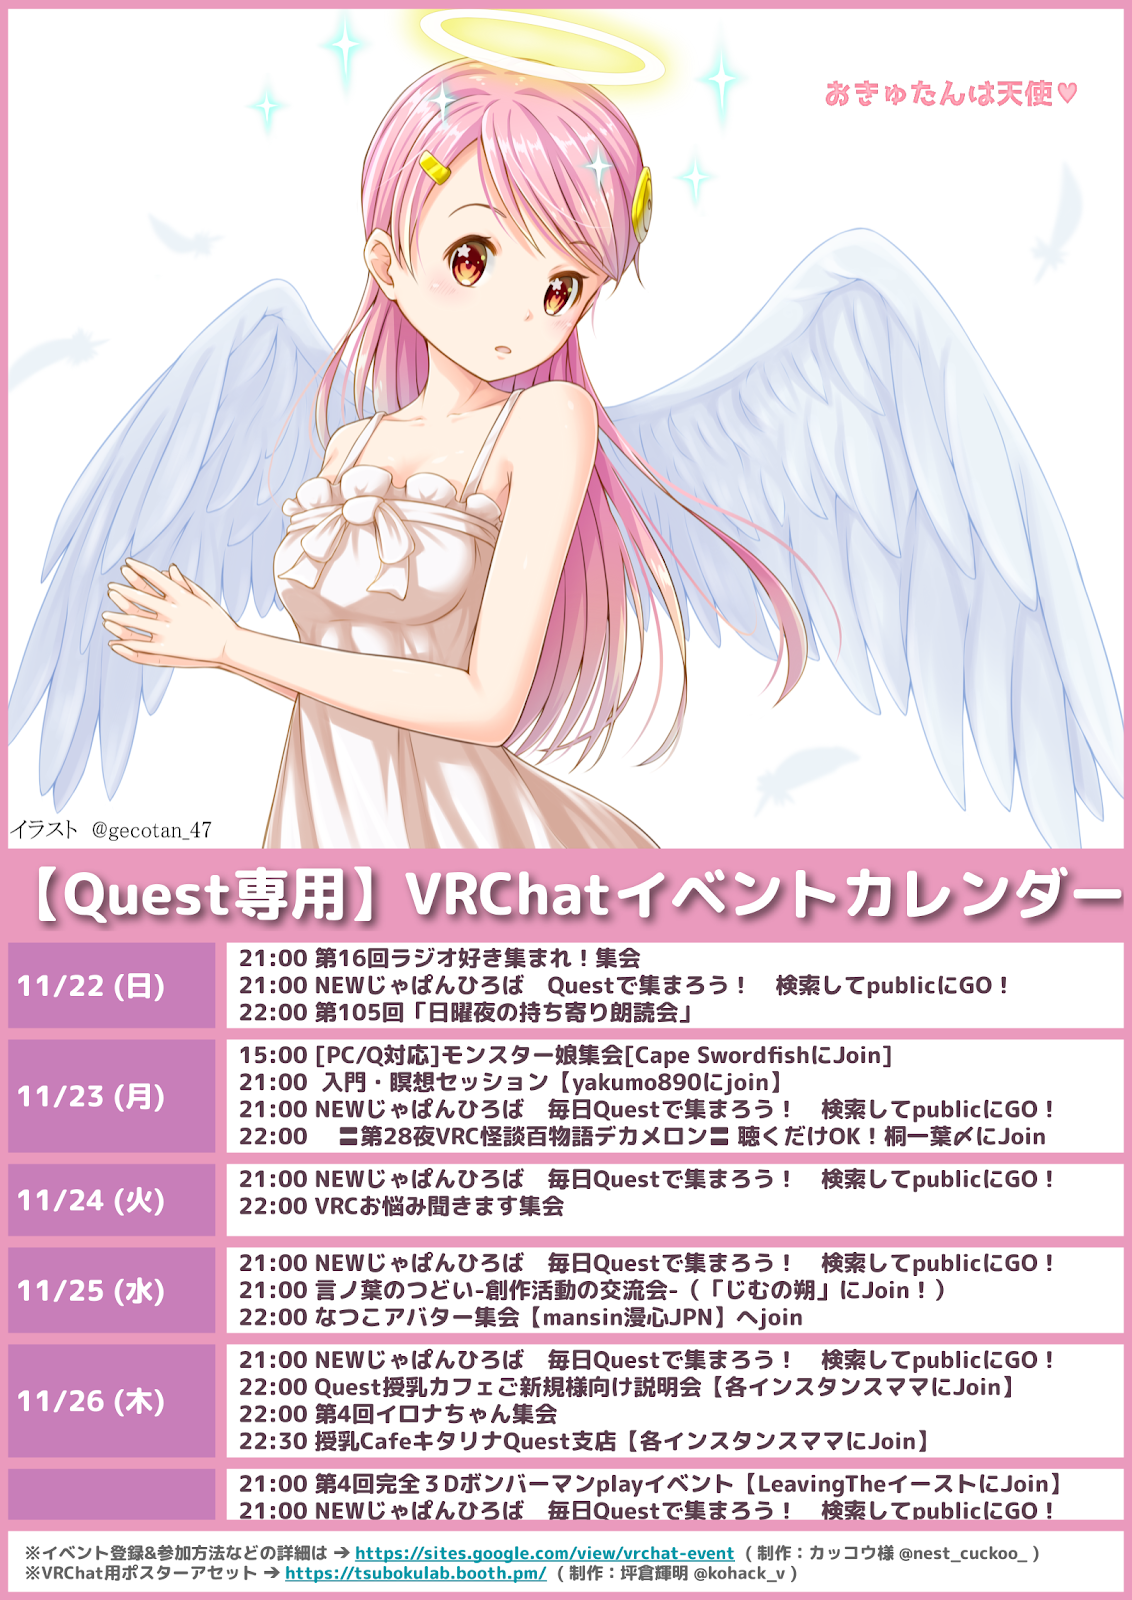 おきゅたんは天使♥
イラスト @gecotan_47
【Quest専用】VRChatイベントカレンダー
11/22 (日)
21:00 第16回ラジオ好き集まれ！集会
21:00 NEWじゃぱんひろば　Questで集まろう！　検索してpublicにGO！
22:00 第105回「日曜夜の持ち寄り朗読会」
11/23 (月)
15:00 [PC/Q対応]モンスター娘集会[Cape SwordfishにJoin]
21:00 入門・瞑想セッション【yakumo890にjoin】
21:00 NEWじゃぱんひろば　毎日Questで集まろう！　検索してpublicにGO！
22:00 　〓第28夜VRC怪談百物語デカメロン〓 聴くだけOK！桐一葉〆にJoin
11/24 (火)
21:00 NEWじゃぱんひろば　毎日Questで集まろう！　検索してpublicにGO！
22:00 VRCお悩み聞きます集会
11/25 (水)
21:00 NEWじゃぱんひろば　毎日Questで集まろう！　検索してpublicにGO！
21:00 言ノ葉のつどい-創作活動の交流会-（「じむの朔」にJoin！）
22:00 なつこアバター集会【mansin漫心JPN】へjoin
11/26 (木)
21:00 NEWじゃぱんひろば　毎日Questで集まろう！　検索してpublicにGO！
22:00 Quest授乳カフェご新規様向け説明会【各インスタンスママにJoin】
22:00 第4回イロナちゃん集会
22:30 授乳CafeキタリナQuest支店【各インスタンスママにJoin】
21:00 第4回完全３Dボンバーマンplayイベント【LeavingTheイーストにJoin】
21:00 NEWじゃぱんひろば　毎日Questで集まろう！　検索してpublicにGO！
※イベント登録&参加方法などの詳細は → https://sites.google.com/view/vrchat-event ( 制作：カッコウ様 @nest_cuckoo_ )
※VRChat用ポスターアセット → https://tsubokulab.booth.pm/ ( 制作：坪倉輝明 @kohack_v )